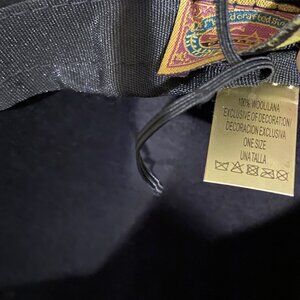 100% WOOL/LANA
EXCLUSIVE OF DECORATION/
DECORACION EXCLUSIVA
ONE SIZE
UNA TALLA